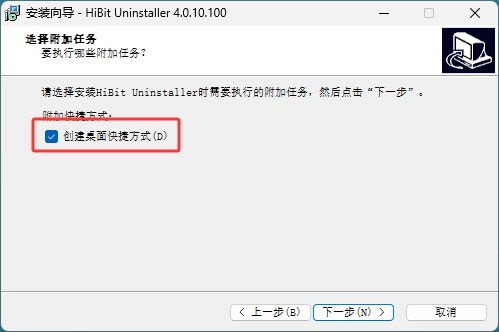 安装向导 - HiBit Uninstaller 4.0.10.100
选择附加任务
要执行哪些附加任务?
请选择安装HiBit Uninstaller时需要执行的附加任务，然后点击“下一步”。
附加快捷方式:
创建桌面快捷方式(D)
< 上一步(B)
下一步(N) >
取消